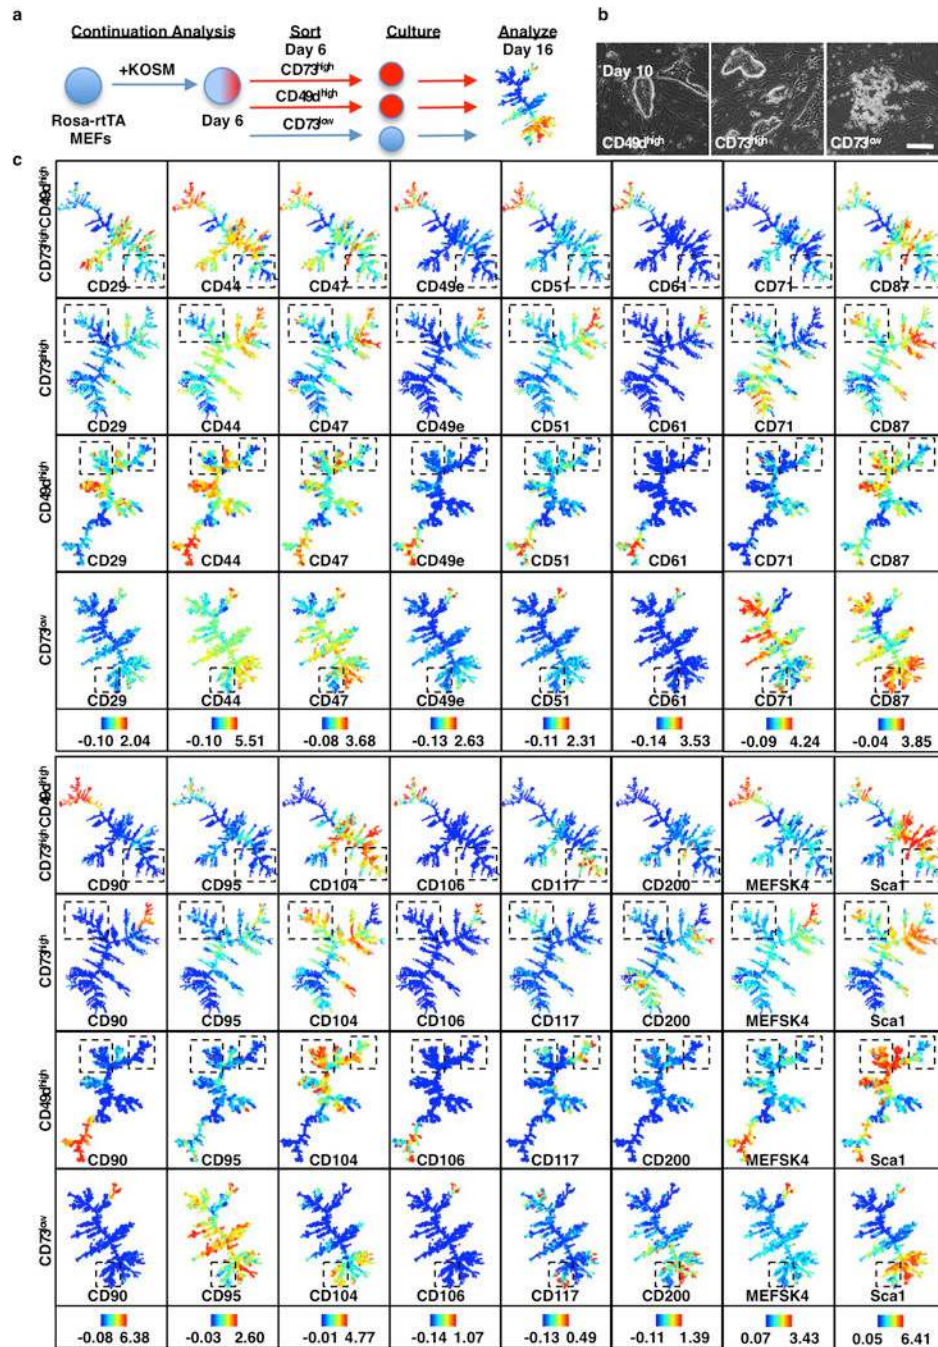 a
b
Continuation Analysis Sort Culture Analyze
Day 6 Day 16
CD73high
+KOSM
CD49dhigh
CD73low
Rosa-rtTA
MEFs
Day 6
Day 10
CD49dhigh CD73high CD73low
c
CD73highCD49dhigh
CD29 CD44 CD47 CD49e CD51 CD61 CD71 CD87
CD73high
CD29 CD44 CD47 CD49e CD51 CD61 CD71 CD87
CD49dhigh
CD29 CD44 CD47 CD49e CD51 CD61 CD71 CD87
CD73low
CD29 CD44 CD47 CD49e CD51 CD61 CD71 CD87
-0.10 2.04 -0.10 5.51 -0.08 3.68 -0.13 2.63 -0.11 2.31 -0.14 3.53 -0.09 4.24 -0.04 3.85
CD73highCD49dhigh
CD90 CD95 CD104 CD106 CD117 CD200 MEFSK4 Sca1
CD73high
CD90 CD95 CD104 CD106 CD117 CD200 MEFSK4 Sca1
CD49dhigh
CD90 CD95 CD104 CD106 CD117 CD200 MEFSK4 Sca1
CD73low
CD90 CD95 CD104 CD106 CD117 CD200 MEFSK4 Sca1
-0.08 6.38 -0.03 2.60 -0.01 4.77 -0.14 1.07 -0.13 0.49 -0.11 1.39 0.07 3.43 0.05 6.41